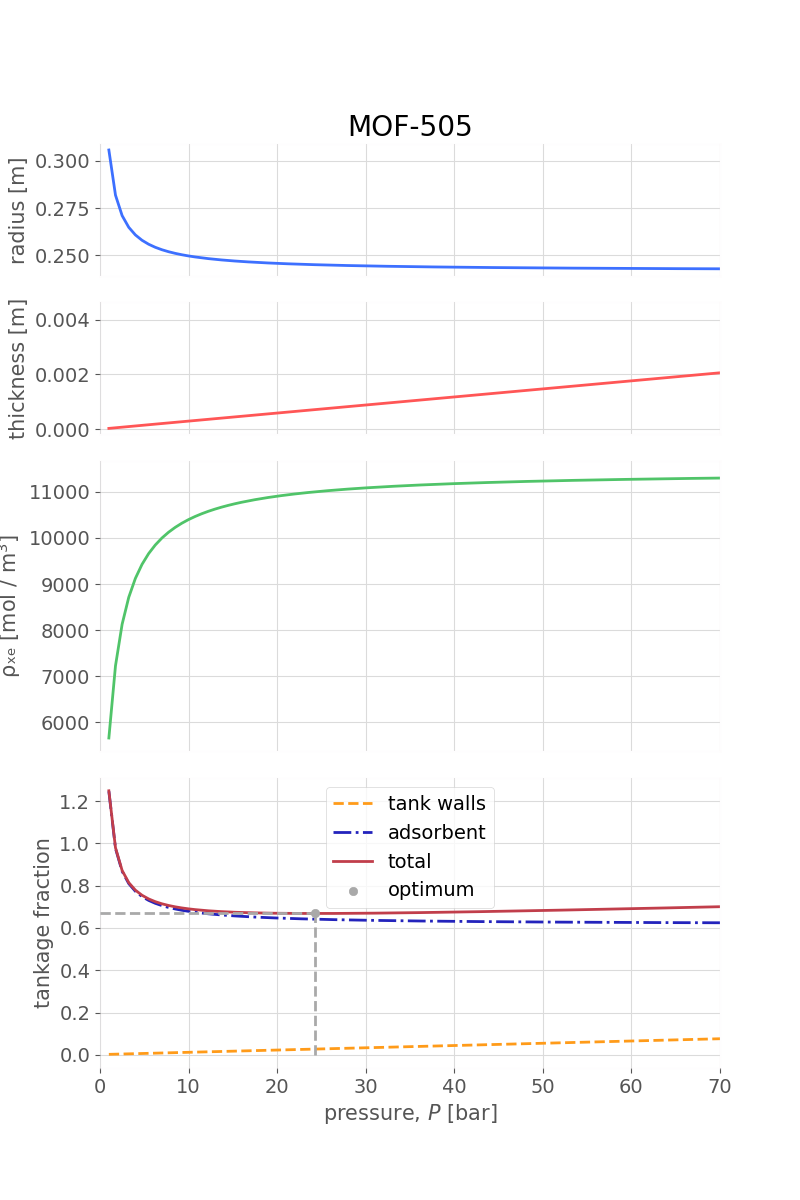 MOF-505
radius [m]
0.300
0.275
0.250
thickness [m]
0.004
0.002
0.000
ρₓₑ [mol / m³]
11000
10000
9000
8000
7000
6000
tankage fraction
1.2
1.0
0.8
0.6
0.4
0.2
0.0
tank walls
adsorbent
total
optimum
0 10 20 30 40 50 60 70
pressure, P [bar]